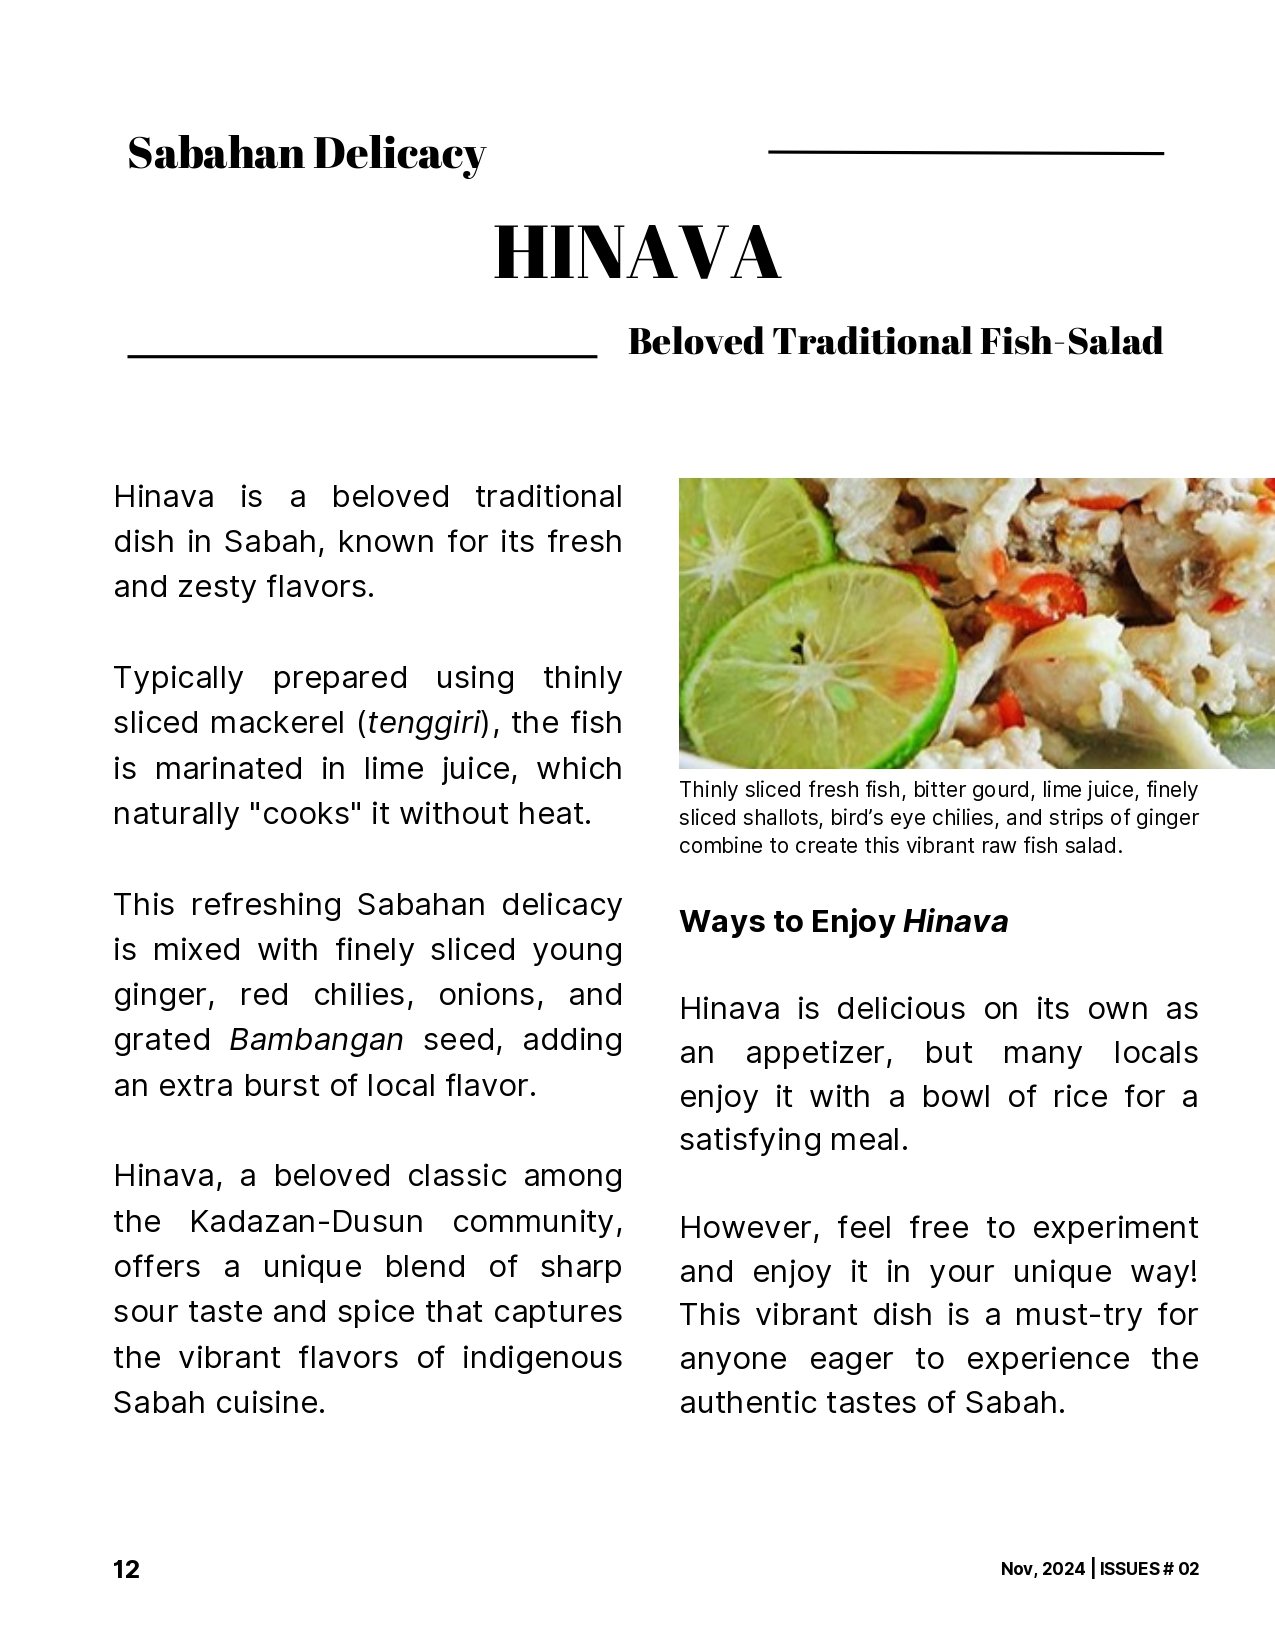 Sabahan Delicacy
HINAVA
Beloved Traditional Fish-Salad
Hinava is a beloved traditional
dish in Sabah, known for its fresh
and zesty flavors.
Typically prepared using thinly
sliced mackerel (tenggiri), the fish
is marinated in lime juice, which
naturally "cooks" it without heat.
This refreshing Sabahan delicacy
is mixed with finely sliced young
ginger, red chilies, onions, and
grated Bambangan seed, adding
an extra burst of local flavor.
Hinava, a beloved classic among
the Kadazan-Dusun community,
offers a unique blend of sharp
sour taste and spice that captures
the vibrant flavors of indigenous
Sabah cuisine.
Thinly sliced fresh fish, bitter gourd, lime juice, finely
sliced shallots, bird’s eye chilies, and strips of ginger
combine to create this vibrant raw fish salad.
Ways to Enjoy Hinava
Hinava is delicious on its own as
an appetizer, but many locals
enjoy it with a bowl of rice for a
satisfying meal.
However, feel free to experiment
and enjoy it in your unique way!
This vibrant dish is a must-try for
anyone eager to experience the
authentic tastes of Sabah.
12
Nov, 2024 | ISSUES # 02